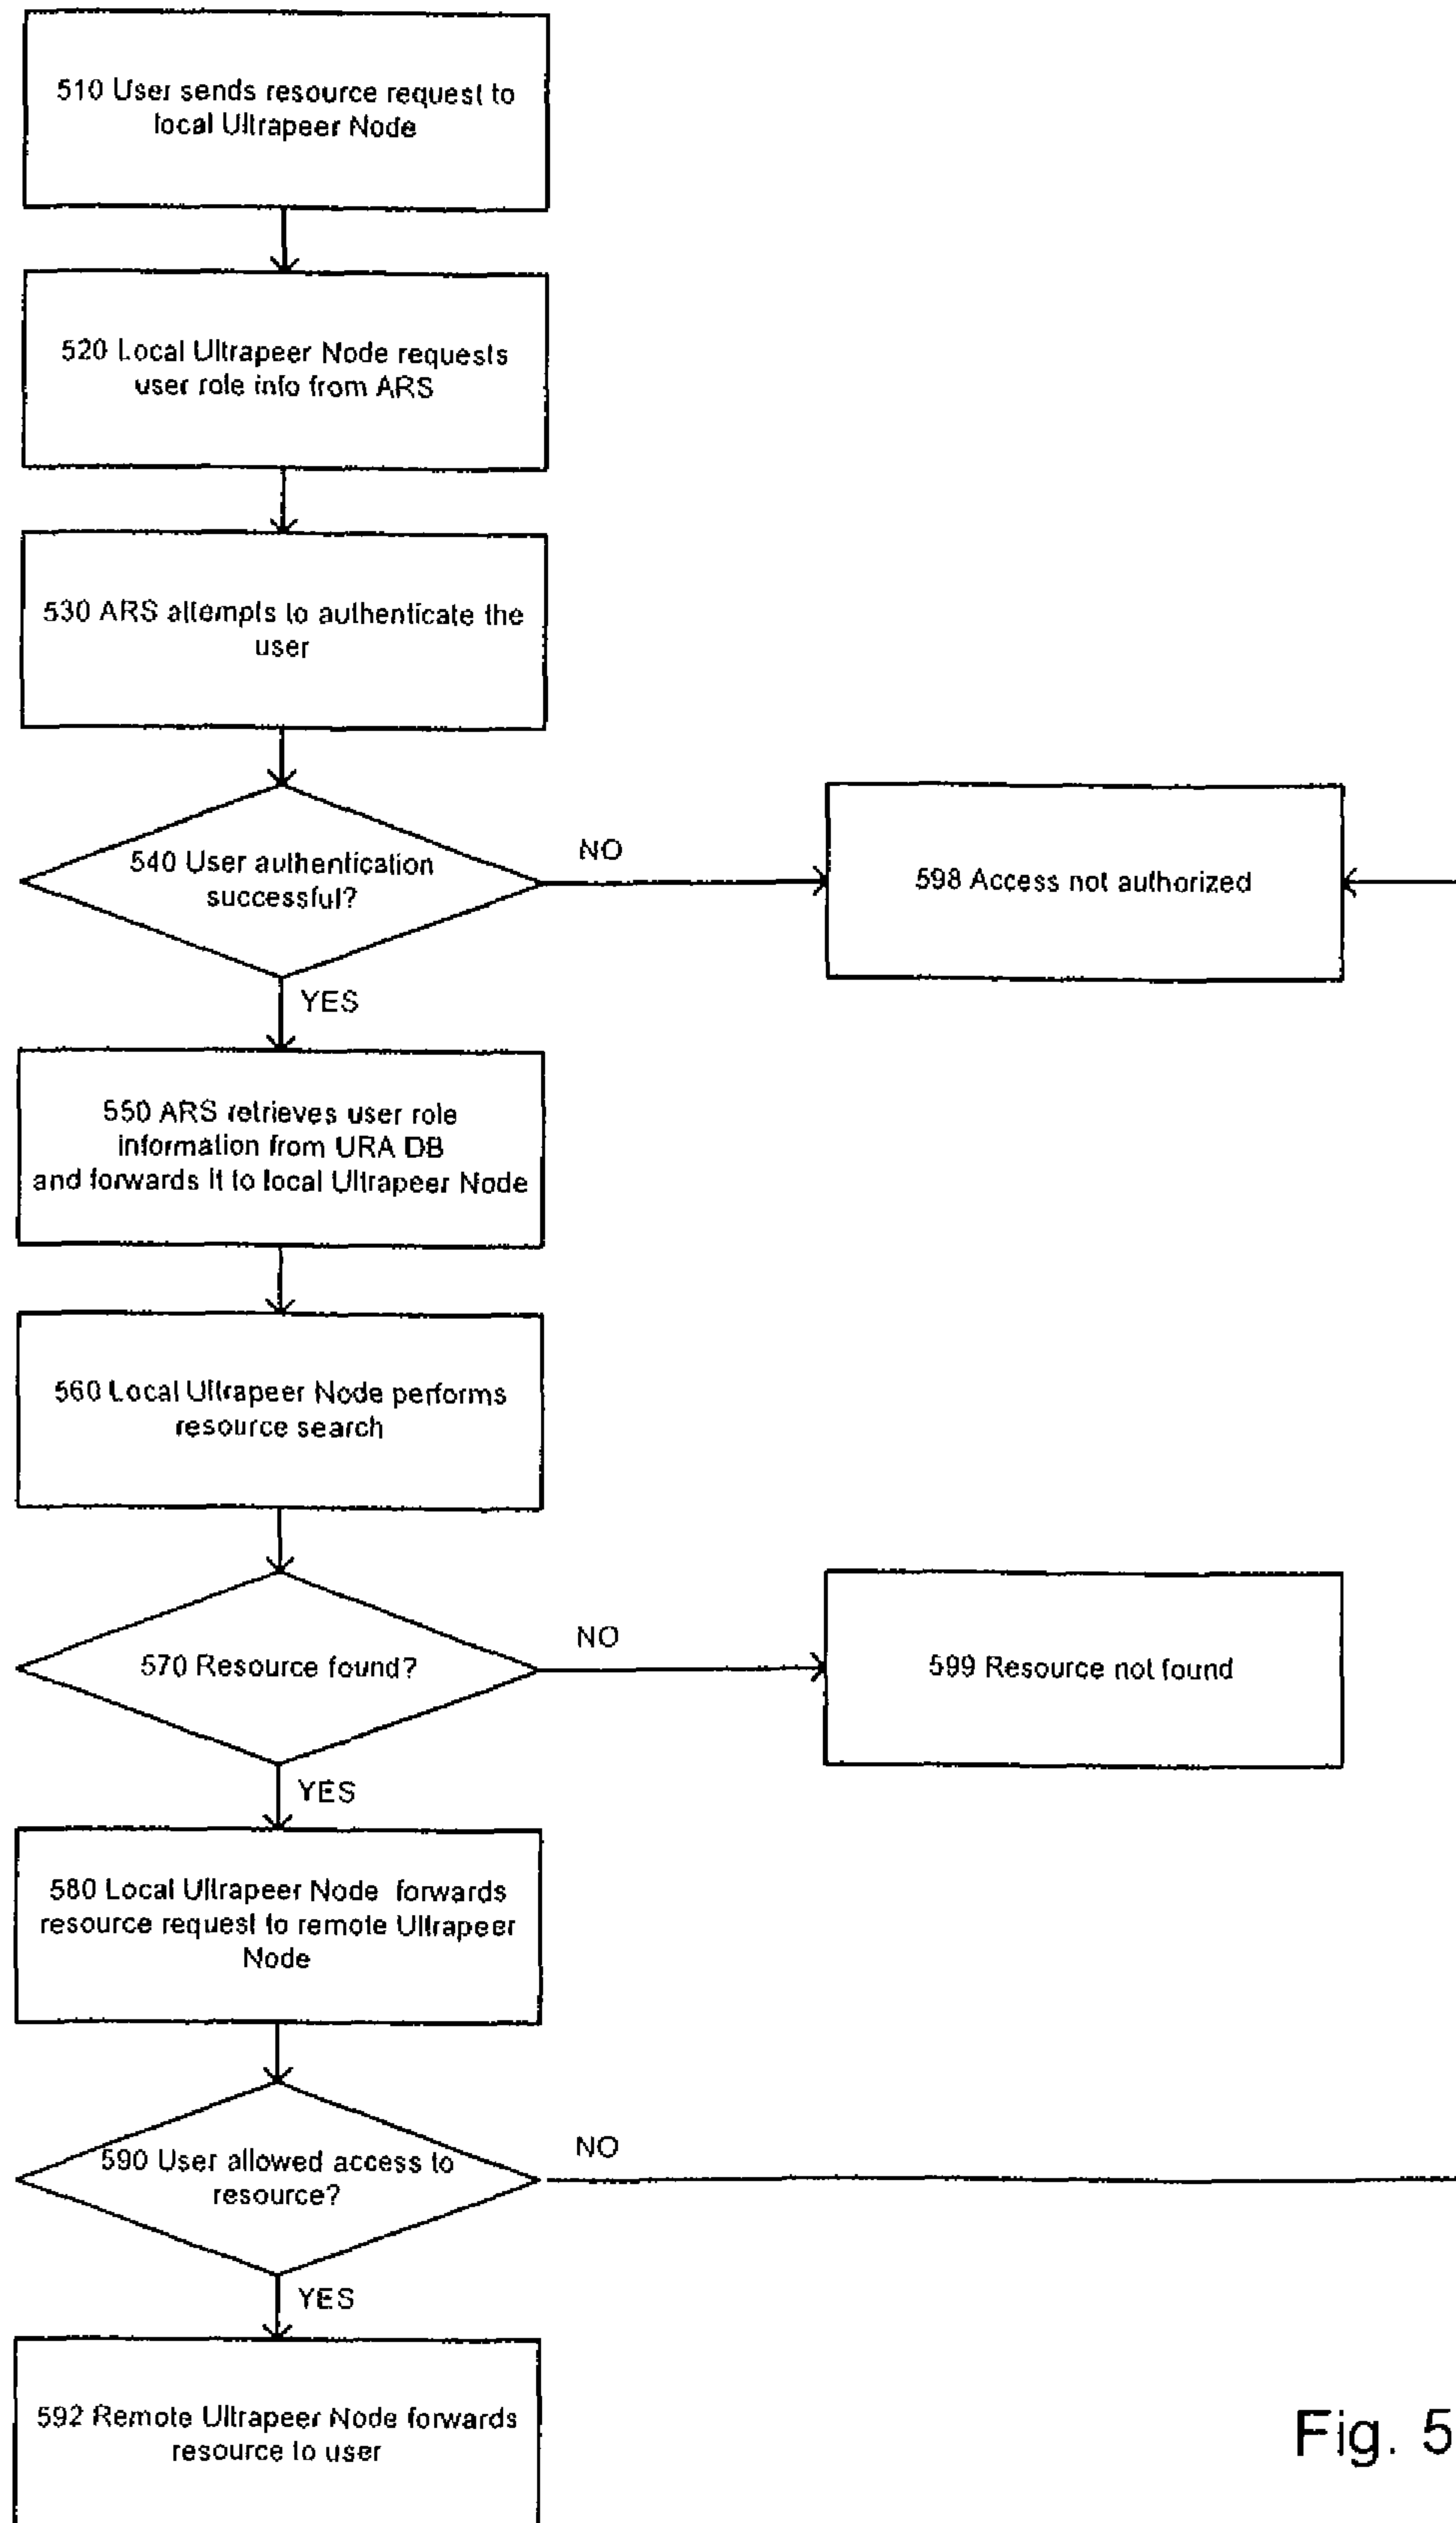 510 User sends resource request to
local Ultrapeer Node
520 Local Ultrapeer Node requests
user role info from ARS
530 ARS attempts to authenticate the
user
540 User authentication
successful?
NO
598 Access not authorized
YES
550 ARS retrieves user role
information from URA DB
and forwards it to local Ultrapeer Node
560 Local Ultrapeer Node performs
resource search
570 Resource found?
NO
599 Resource not found
YES
580 Local Ultrapeer Node forwards
resource request to remote Ultrapeer
Node
590 User allowed access to
resource?
NO
YES
592 Remote Ultrapeer Node forwards
resource to user
Fig. 5